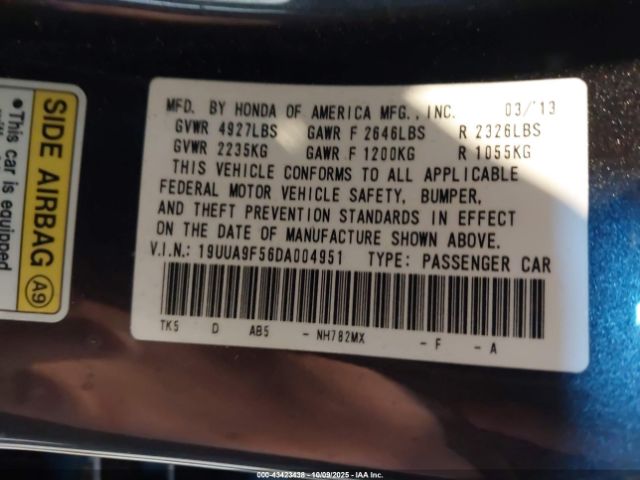 MFD. BY HONDA OF AMERICA MFG., INC. 03/'13
GVWR 4927LBS GAWR F 2646LBS R 2326LBS
GVWR 2235KG GAWR F 1200KG R 1055KG
THIS VEHICLE CONFORMS TO ALL APPLICABLE
FEDERAL MOTOR VEHICLE SAFETY, BUMPER,
AND THEFT PREVENTION STANDARDS IN EFFECT
ON THE DATE OF MANUFACTURE SHOWN ABOVE.
V.I.N.: 19UUA9F56DA004951 TYPE: PASSENGER CAR
TK5 D AB5 - NH782MX - F - A
SIDE AIRBAG A9
•This car is equipped
000-43423438 - 10/09/2025 - IAA Inc.